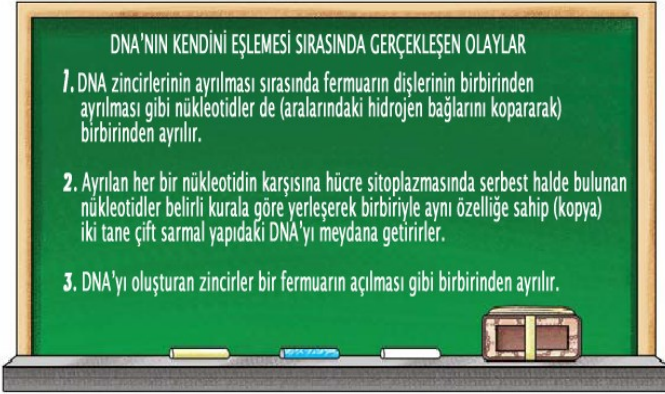 DNA'NIN KENDİNİ EŞLEMESİ SIRASINDA GERÇEKLEŞEN OLAYLAR
1. DNA zincirlerinin ayrılması sırasında fermuarın dişlerinin birbirinden
ayrılması gibi nükleotidler de (aralarındaki hidrojen bağlarını kopararak)
birbirinden ayrılır.
2. Ayrılan her bir nükleotidin karşısına hücre sitoplazmasında serbest halde bulunan
nükleotidler belirli kurala göre yerleşerek birbiriyle aynı özelliğe sahip (kopya)
iki tane çift sarmal yapıdaki DNA'yı meydana getirirler.
3. DNA'yı oluşturan zincirler bir fermuarın açılması gibi birbirinden ayrılır.